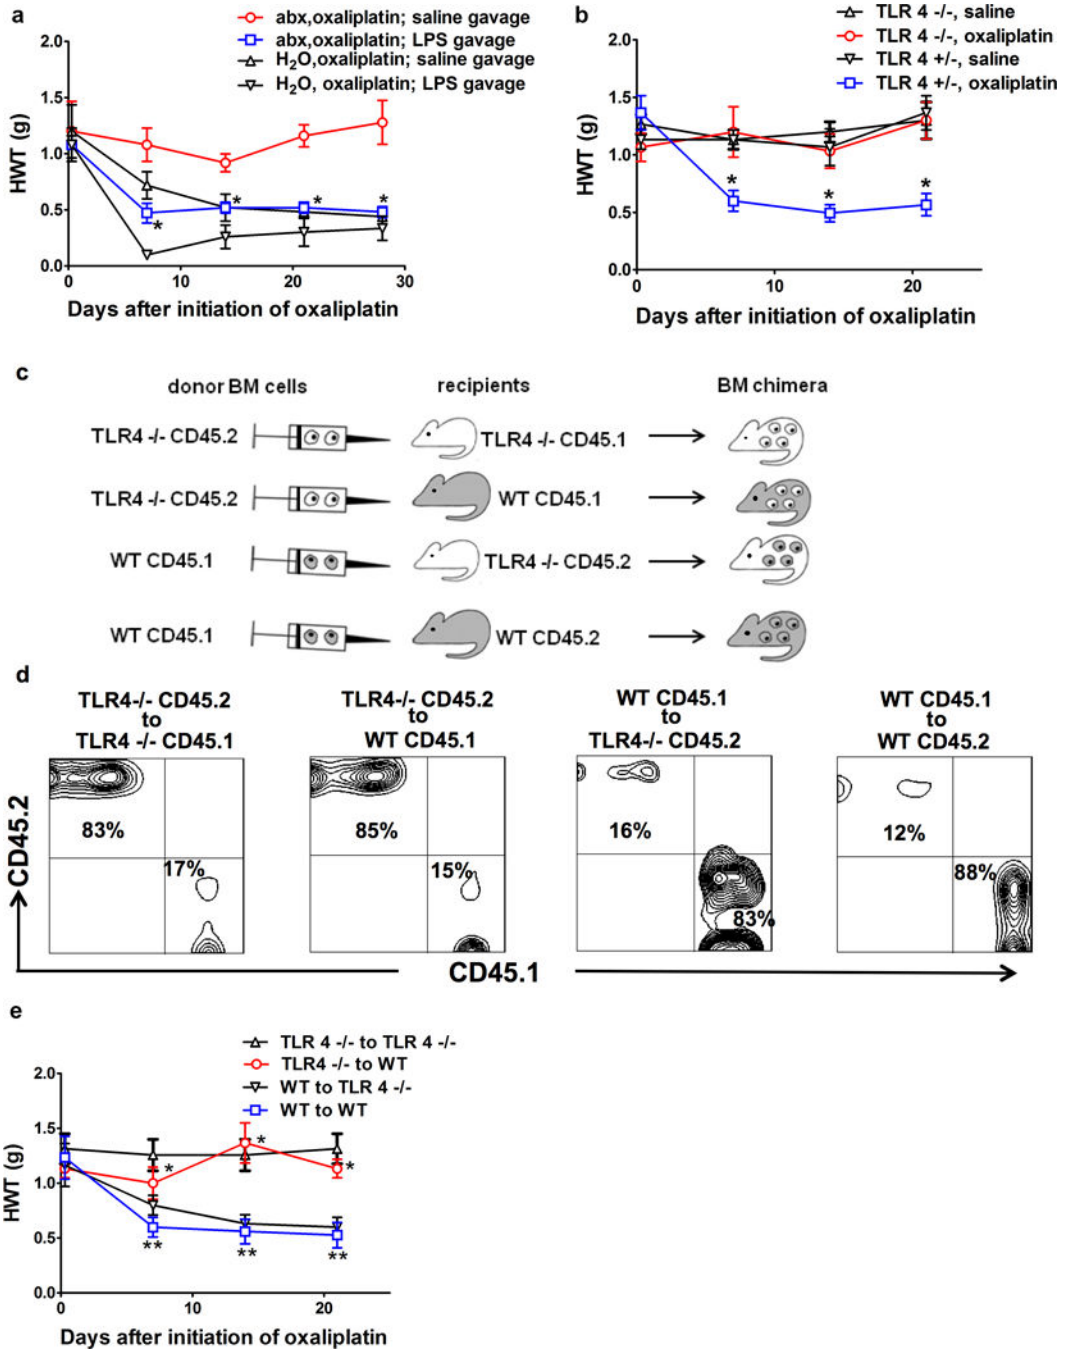 a
abx,oxaliplatin; saline gavage
abx,oxaliplatin; LPS gavage
H2O,oxaliplatin; saline gavage
H2O, oxaliplatin; LPS gavage
2.0
1.5
1.0
0.5
0.0
HWT (g)
*
*
*
*
0
10
20
30
Days after initiation of oxaliplatin
b
TLR 4 -/-, saline
TLR 4 -/-, oxaliplatin
TLR 4 +/-, saline
TLR 4 +/-, oxaliplatin
2.0
1.5
1.0
0.5
0.0
HWT (g)
*
*
*
0
10
20
Days after initiation of oxaliplatin
c
donor BM cells
recipients
BM chimera
TLR4 -/- CD45.2
TLR4 -/- CD45.1
TLR4 -/- CD45.2
WT CD45.1
WT CD45.1
TLR4 -/- CD45.2
WT CD45.1
WT CD45.2
d
TLR4-/- CD45.2
to
TLR4 -/- CD45.1
TLR4-/- CD45.2
to
WT CD45.1
WT CD45.1
to
TLR4-/- CD45.2
WT CD45.1
to
WT CD45.2
83%
17%
85%
15%
16%
83%
12%
88%
CD45.2
CD45.1
e
TLR 4 -/- to TLR 4 -/-
TLR4 -/- to WT
WT to TLR 4 -/-
WT to WT
2.0
1.5
1.0
0.5
0.0
HWT (g)
*
*
*
**
**
**
0
10
20
Days after initiation of oxaliplatin